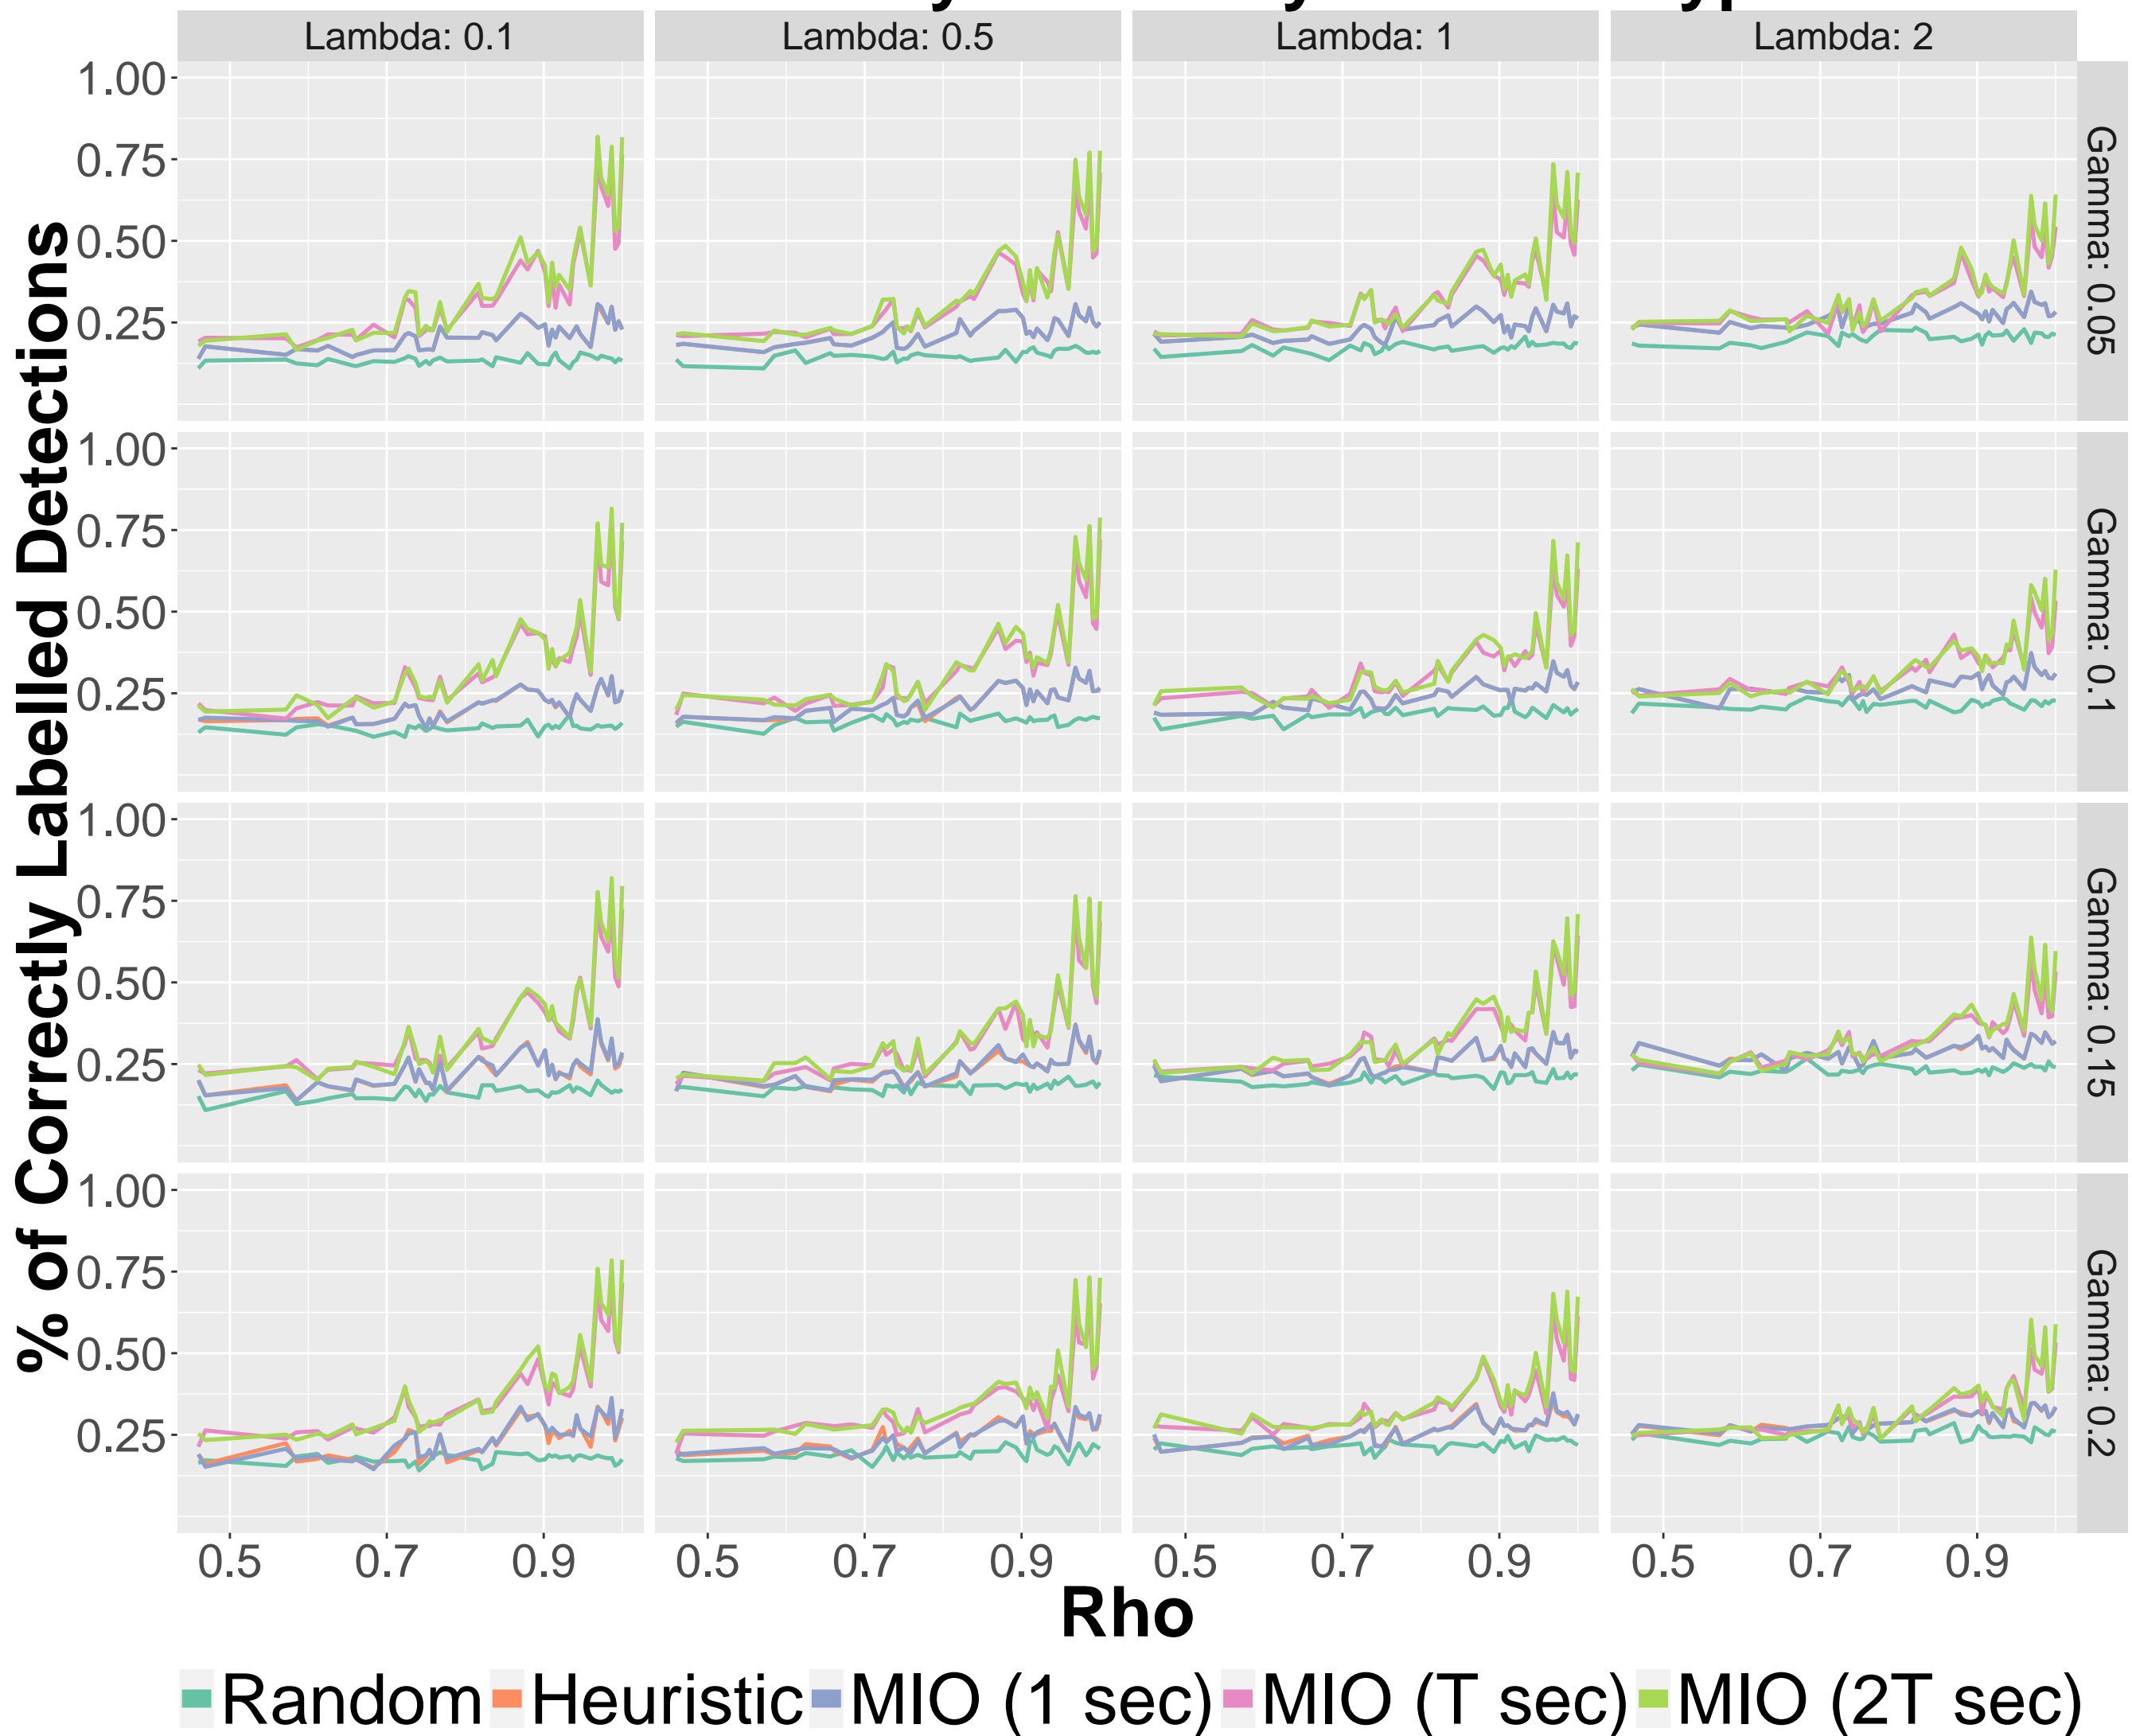 Lambda: 0.1 Lambda: 0.5 Lambda: 1 Lambda: 2
% of Correctly Labelled Detections
1.00
0.75
0.50
0.25
Gamma: 0.05
1.00
0.75
0.50
0.25
Gamma: 0.1
1.00
0.75
0.50
0.25
Gamma: 0.15
1.00
0.75
0.50
0.25
Gamma: 0.2
0.5 0.7 0.9 0.5 0.7 0.9 0.5 0.7 0.9 0.5 0.7 0.9
Rho
Random Heuristic MIO (1 sec) MIO (T sec) MIO (2T sec)